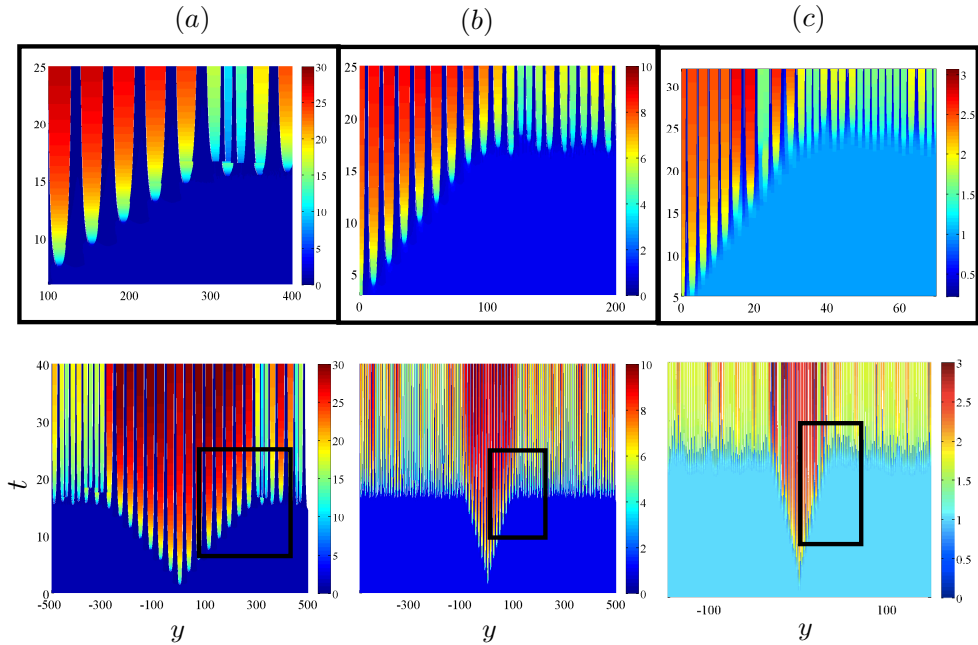 (a) (b) (c)
25 20 15 10
100 200 300 400
30 25 20 15 10 5 0
25 20 15 10 5 3
0 100 200
10 8 6 4 2 0
30 25 20 15 10 5
0 20 40 60
3 2.5 2 1.5 1 0.5
t
40 30 20 10 0
-500 -300 -100 100 300 500
30 25 20 15 10 5 0
y
-300 -100 100 300 500
10 8 6 4 2 0
y
-100 100
3 2.5 2 1.5 1 0.5 0
y